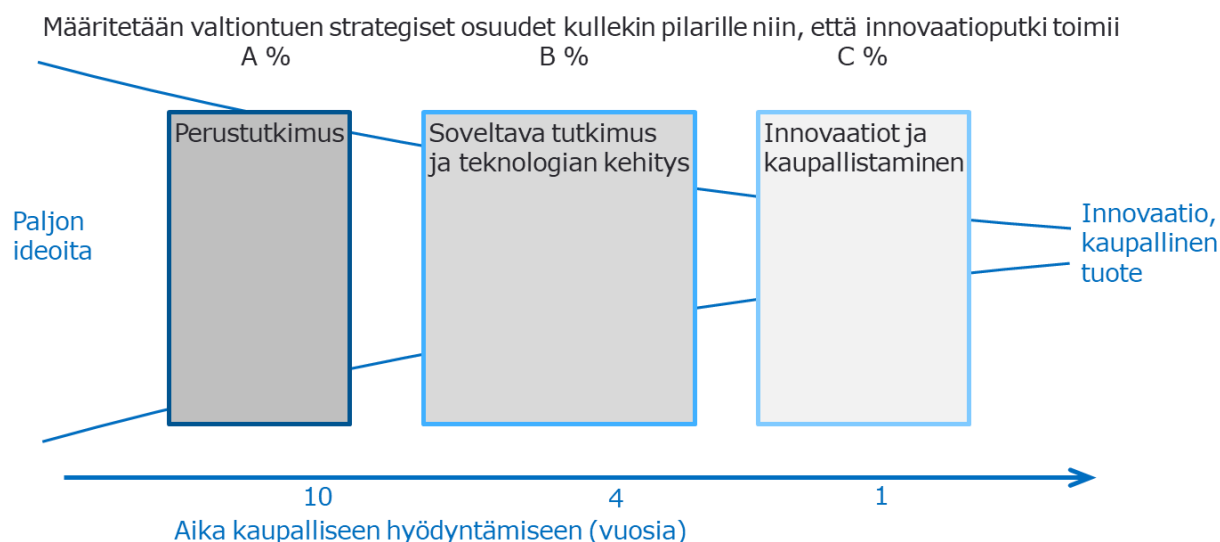 Määritetään valtiontuen strategiset osuudet kullekin pilarille niin, että innovaatioputki toimii
A %
B %
C %
Perustutkimus
Soveltava tutkimus
ja teknologian kehitys
Innovaatiot ja
kaupallistaminen
Paljon
ideoita
Innovaatio,
kaupallinen
tuote
10
4
1
Aika kaupalliseen hyödyntämiseen (vuosia)